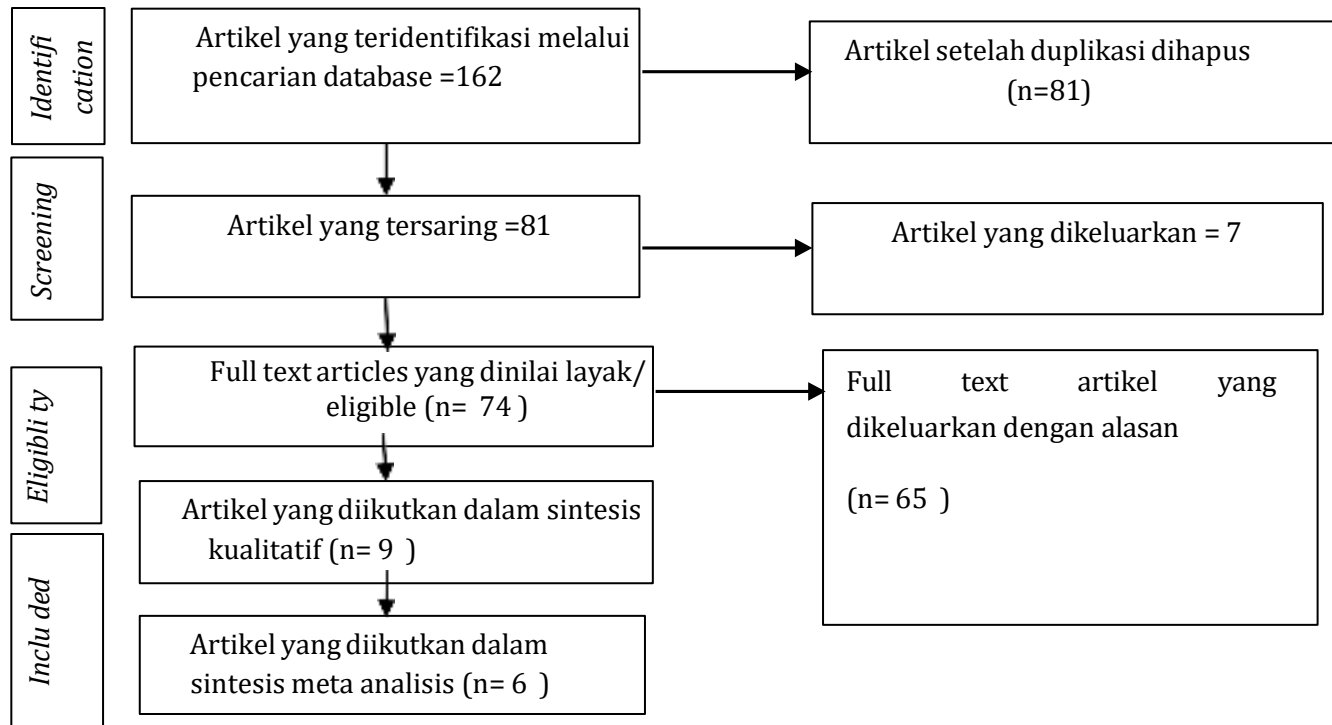 Identifi
cation
Artikel yang teridentifikasi melalui
pencarian database =162
Artikel setelah duplikasi dihapus
(n=81)
Screening
Artikel yang tersaring =81
Artikel yang dikeluarkan = 7
Eligibli ty
Full text articles yang dinilai layak/
eligible (n= 74 )
Full text artikel yang
dikeluarkan dengan alasan
(n= 65 )
Artikel yang diikutkan dalam sintesis
kualitatif (n= 9 )
Inclu ded
Artikel yang diikutkan dalam
sintesis meta analisis (n= 6 )